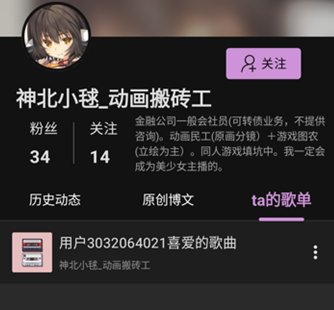 关注
神北小毬_动画搬砖工
粉丝
关注
34
14
金融公司一般会社员(可转债业务，不提供
咨询)。动画民工(原画分镜）＋游戏图农
(立绘为主）。同人游戏填坑中。我一定会
成为美少女主播的。
历史动态
原创博文
ta的歌单
用户3032064021喜爱的歌曲
神北小毬_动画搬砖工